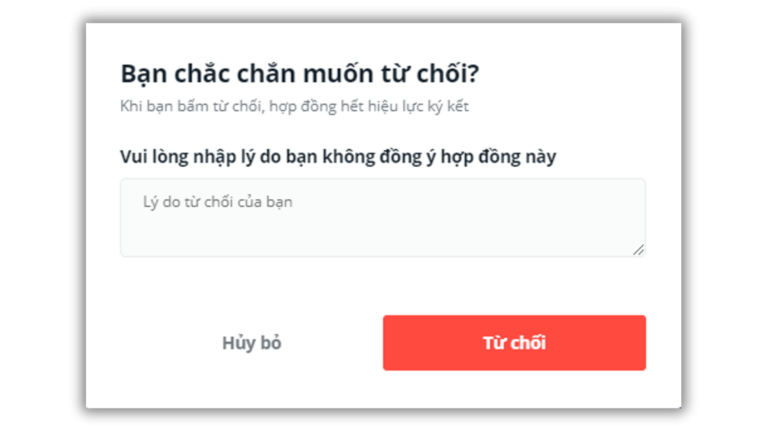 Bạn chắc chắn muốn từ chối?
Khi bạn bấm từ chối, hợp đồng hết hiệu lực ký kết
Vui lòng nhập lý do bạn không đồng ý hợp đồng này
Lý do từ chối của bạn
Hủy bỏ
Từ chối